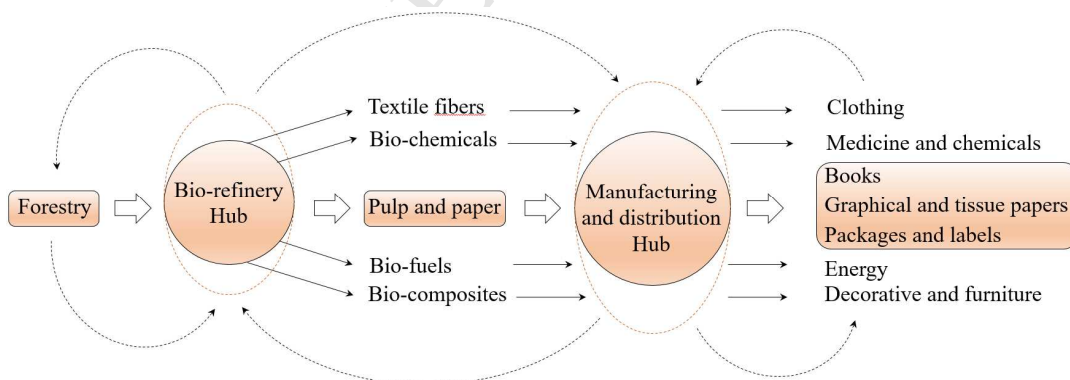 Textile fibers
Clothing
Bio-chemicals
Medicine and chemicals
Forestry
Bio-refinery
Hub
Pulp and paper
Manufacturing
and distribution
Hub
Books
Graphical and tissue papers
Packages and labels
Bio-fuels
Energy
Bio-composites
Decorative and furniture